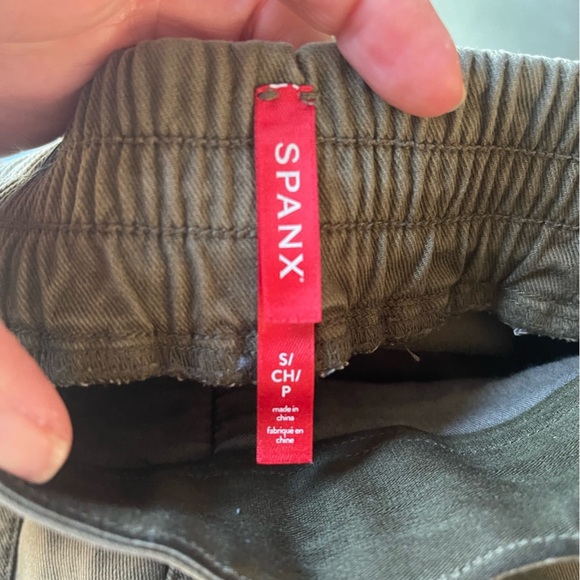 SPANX®
S/
CH/
P
made in
china
fabriqué en
chine